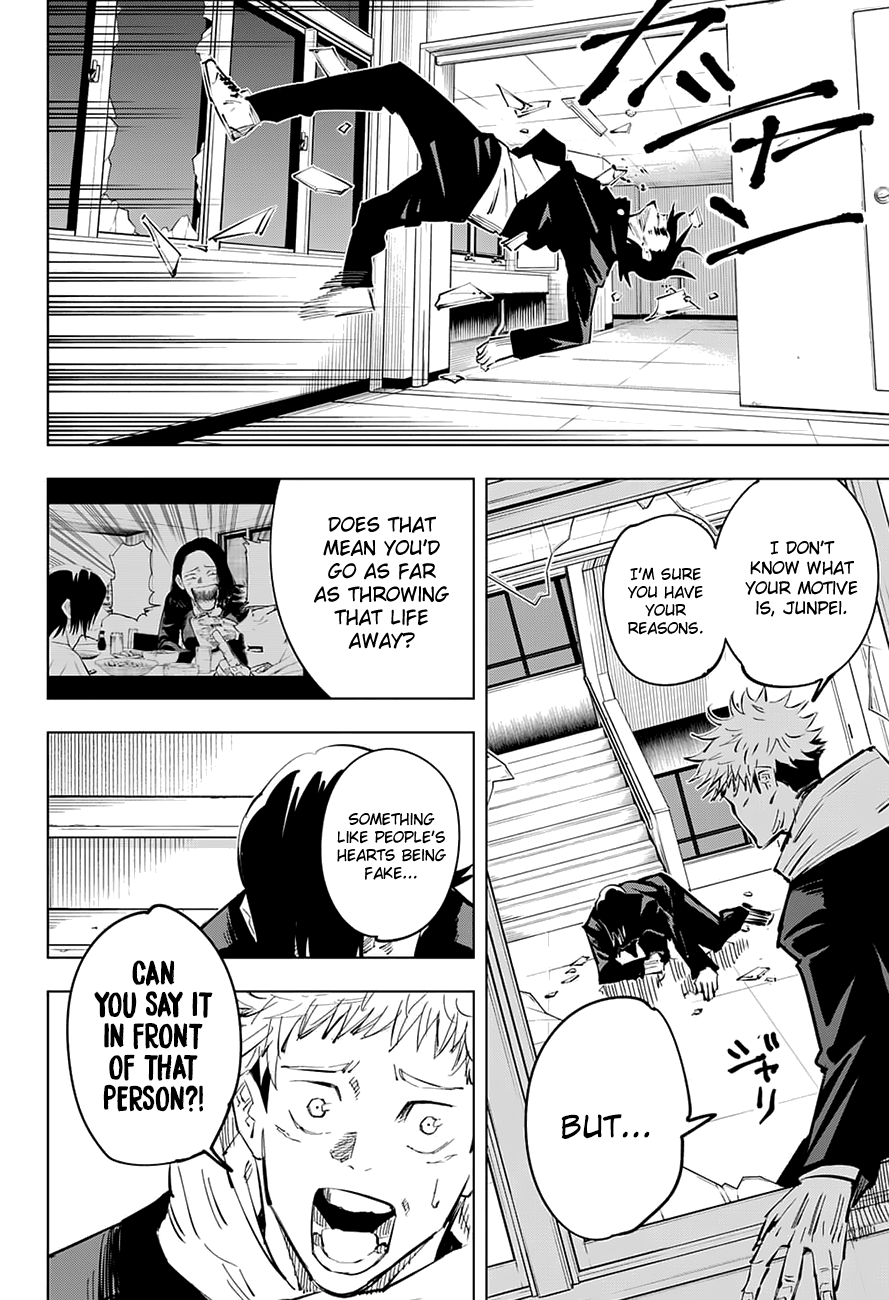 ガシャーン
I DON'T
KNOW WHAT
YOUR MOTIVE
IS, JUNPEI.
I'M SURE
YOU HAVE
YOUR
REASONS.
BUT...
ジャリ
DOES THAT
MEAN YOU'D
GO AS FAR
AS THROWING
THAT LIFE
AWAY?
SOMETHING
LIKE PEOPLE'S
HEARTS BEING
FAKE...
CAN
YOU SAY IT
IN FRONT
OF THAT
PERSON?!